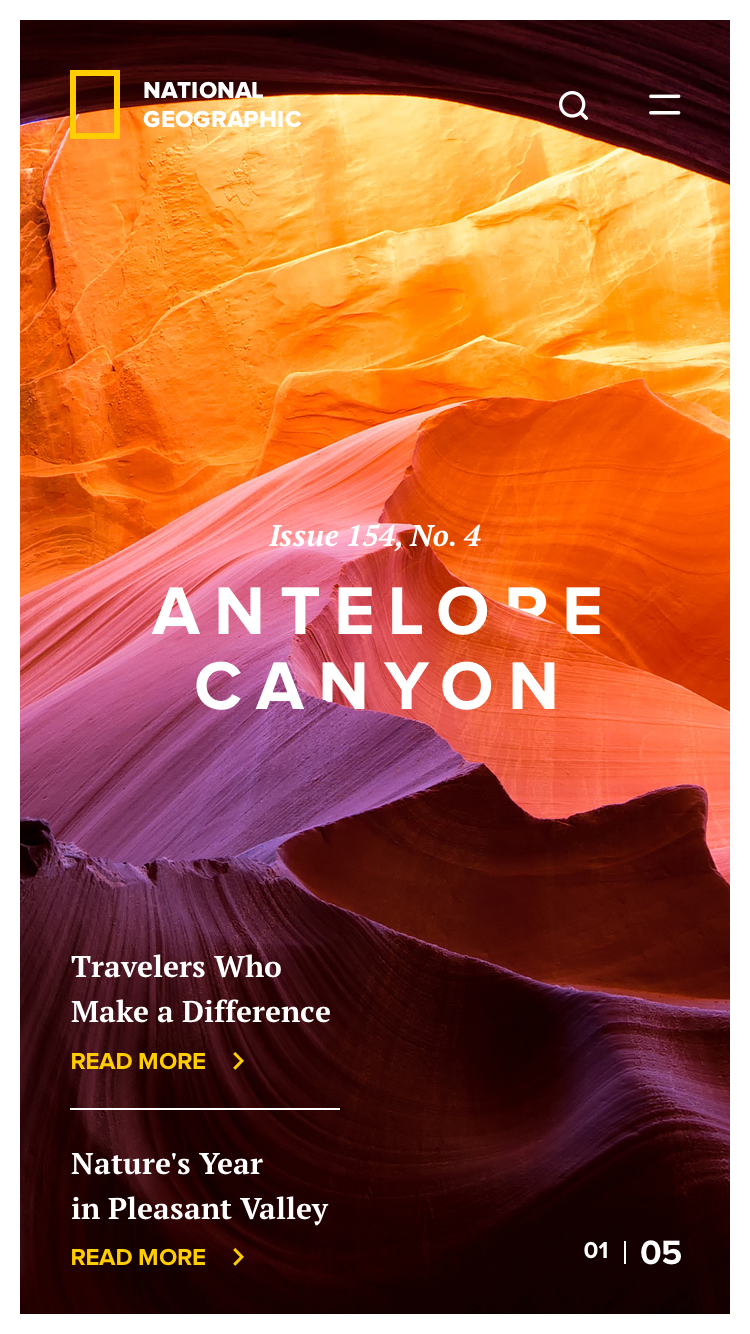 NATIONAL
GEOGRAPHIC
Issue 154, No. 4
ANTELOPE
CANYON
Travelers Who
Make a Difference
READ MORE
Nature's Year
in Pleasant Valley
READ MORE
01 | 05